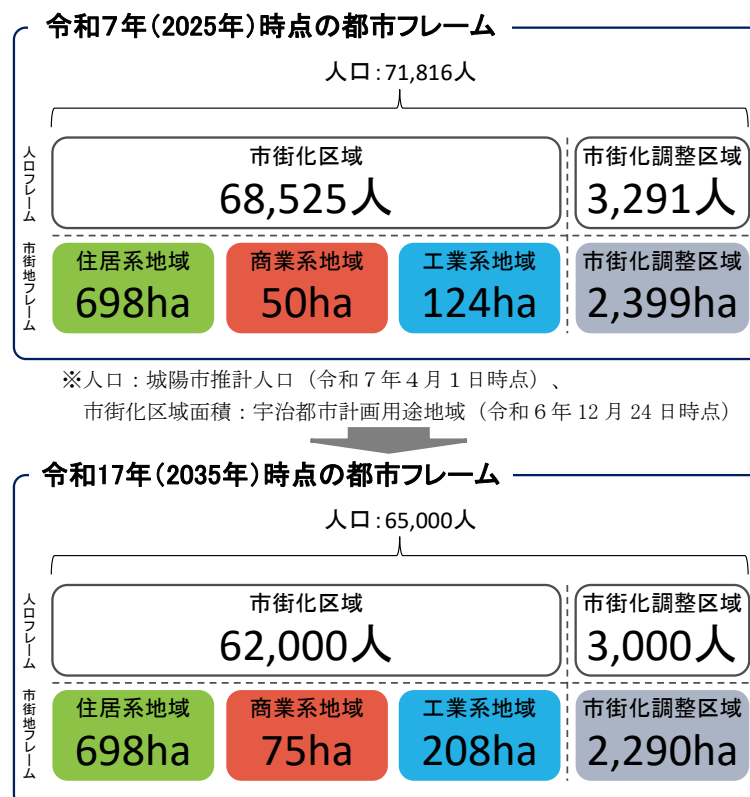 令和7年(2025年)時点の都市フレーム
人口：71,816人
人口フレーム
市街化区域
68,525人
市街化調整区域
3,291人
市街地フレーム
住居系地域
698ha
商業系地域
50ha
工業系地域
124ha
市街化調整区域
2,399ha
※人口：城陽市推計人口（令和７年４月１日時点）、
市街化区域面積：宇治都市計画用途地域（令和６年 12 月 24 日時点）
令和17年(2035年)時点の都市フレーム
人口：65,000人
人口フレーム
市街化区域
62,000人
市街化調整区域
3,000人
市街地フレーム
住居系地域
698ha
商業系地域
75ha
工業系地域
208ha
市街化調整区域
2,290ha